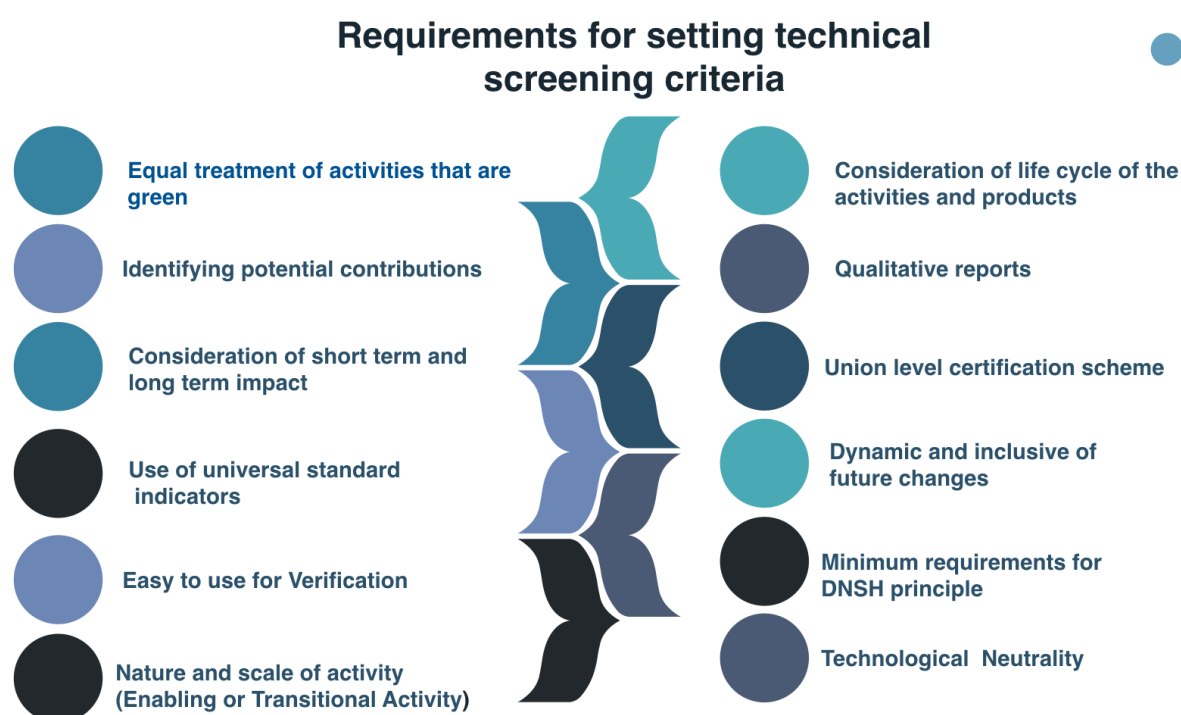 Requirements for setting technical
screening criteria
Equal treatment of activities that are
green
Identifying potential contributions
Consideration of short term and
long term impact
Use of universal standard
indicators
Easy to use for Verification
Nature and scale of activity
(Enabling or Transitional Activity)
Consideration of life cycle of the
activities and products
Qualitative reports
Union level certification scheme
Dynamic and inclusive of
future changes
Minimum requirements for
DNSH principle
Technological  Neutrality